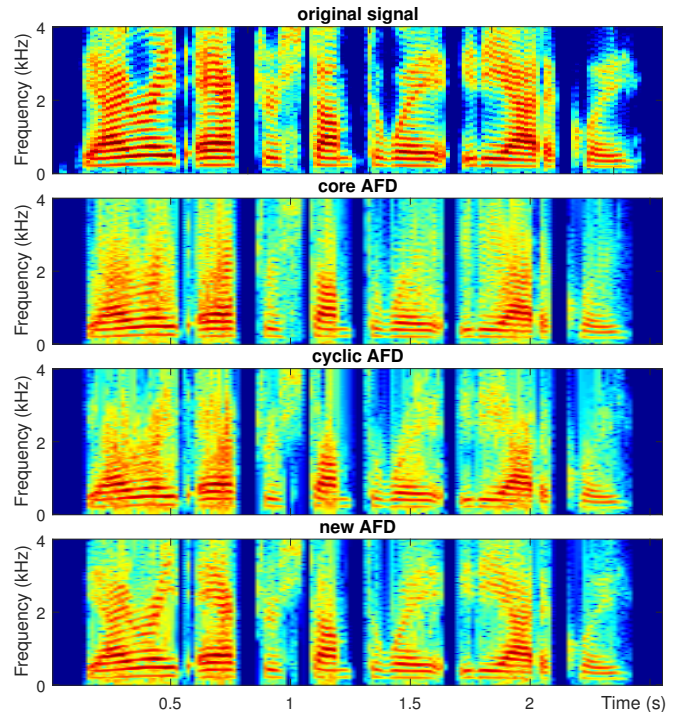 original signal
4
2
0
Frequency (kHz)
core AFD
4
2
0
Frequency (kHz)
cyclic AFD
4
2
0
Frequency (kHz)
new AFD
4
2
0
Frequency (kHz)
0.5 1 1.5 2 Time (s)